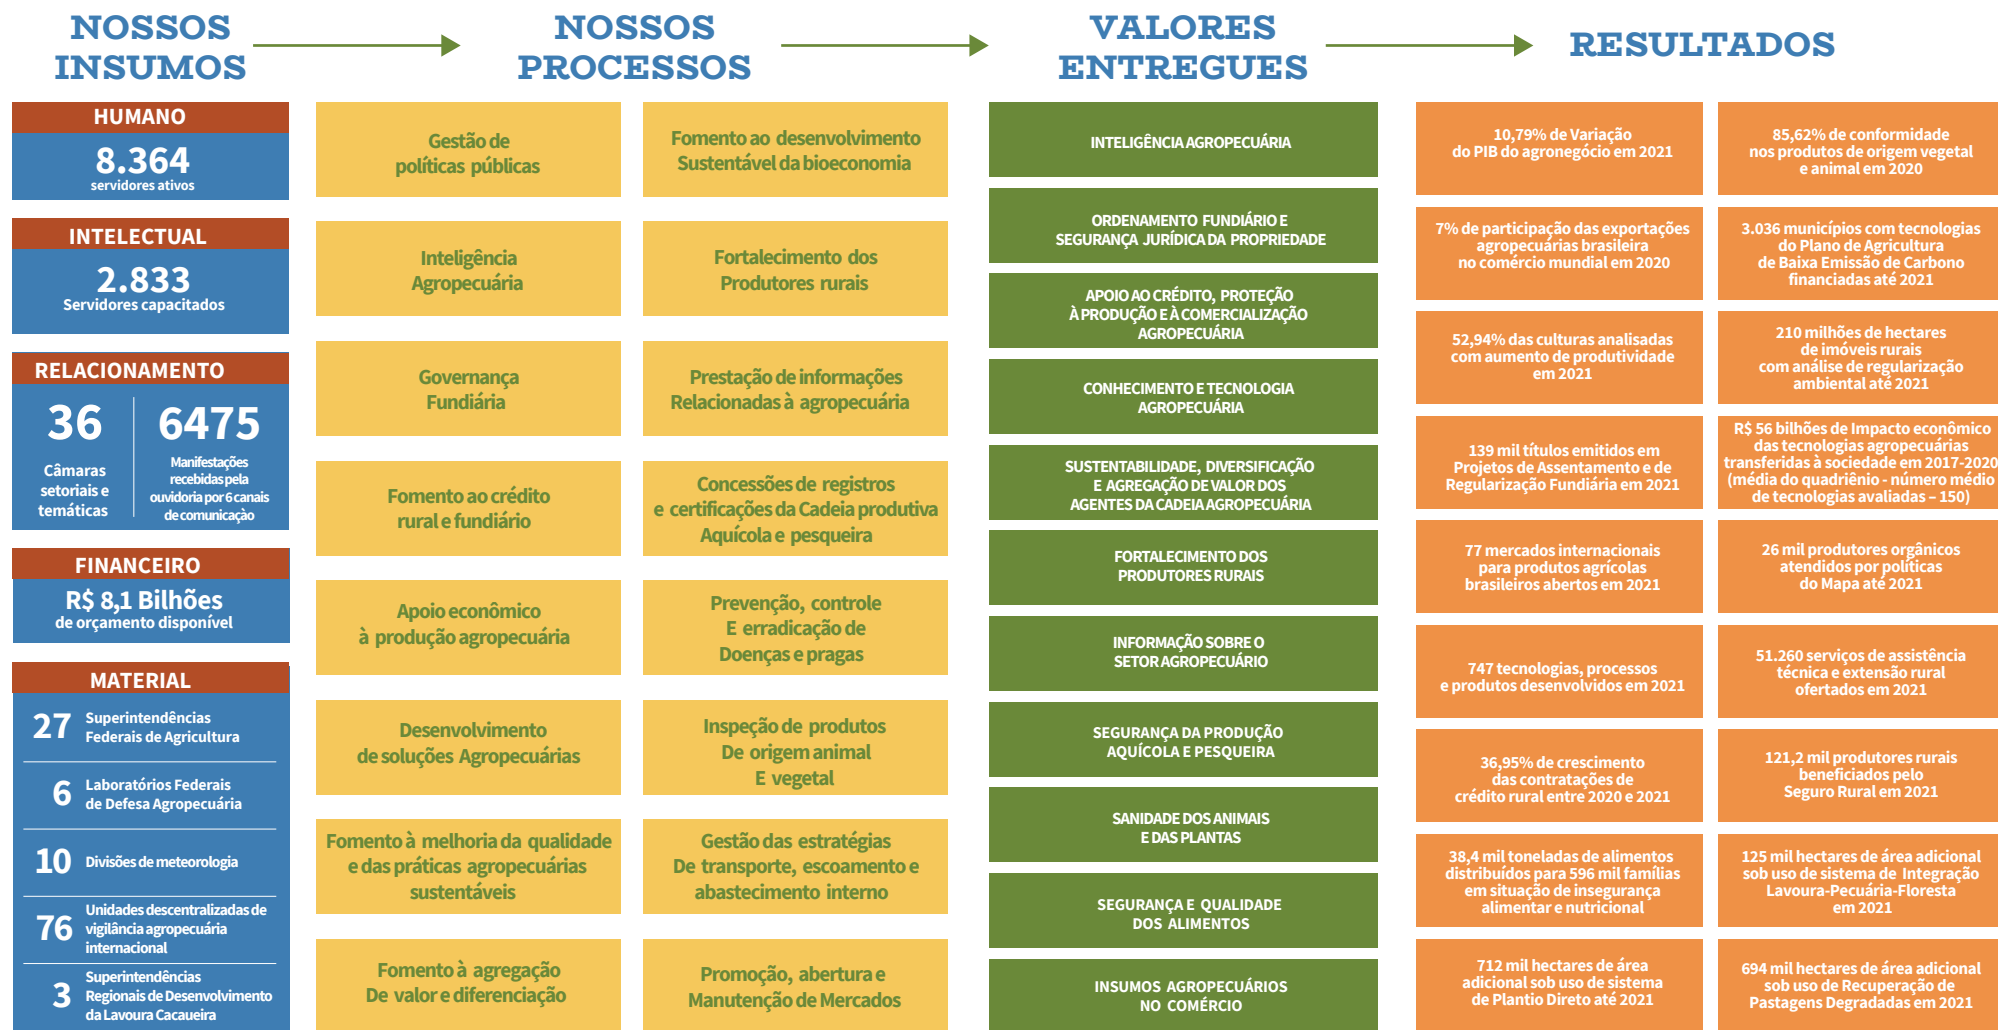 NOSSOS
INSUMOS
NOSSOS
PROCESSOS
VALORES
ENTREGUES
RESULTADOS
HUMANO
8.364
servidores ativos
INTELECTUAL
2.833
Servidores capacitados
RELACIONAMENTO
36
Câmaras
setoriais e
temáticas
6475
Manifestações
recebidas pela
ouvidoria por 6 canais
de comunicaçào
FINANCEIRO
R$ 8,1 Bilhões
de orçamento disponível
MATERIAL
27
Superintendências
Federais de Agricultura
6
Laboratórios Federais
de Defesa Agropecuária
10
Divisões de meteorologia
76
Unidades descentralizadas de
vigilância agropecuária
internacional
3
Superintendências
Regionais de Desenvolvimento
da Lavoura Cacaueira
Gestão de
políticas públicas
Inteligência
Agropecuária
Governança
Fundiária
Fomento ao crédito
rural e fundiário
Apoio econômico
à produção agropecuária
Desenvolvimento
de soluções Agropecuárias
Fomento à melhoria da qualidade
e das práticas agropecuárias
sustentáveis
Fomento à agregação
De valor e diferenciação
Fomento ao desenvolvimento
Sustentável da bioeconomia
Fortalecimento dos
Produtores rurais
Prestação de informações
Relacionadas à agropecuária
Concessões de registros
e certificações da Cadeia produtiva
Aquícola e pesqueira
Prevenção, controle
E erradicação de
Doenças e pragas
Inspeção de produtos
De origem animal
E vegetal
Gestão das estratégias
De transporte, escoamento e
abastecimento interno
Promoção, abertura e
Manutenção de Mercados
INTELIGÊNCIA AGROPECUÁRIA
ORDENAMENTO FUNDIÁRIO E
SEGURANÇA JURÍDICA DA PROPRIEDADE
APOIO AO CRÉDITO, PROTEÇÃO
À PRODUÇÃO E À COMERCIALIZAÇÃO
AGROPECUÁRIA
CONHECIMENTO E TECNOLOGIA
AGROPECUÁRIA
SUSTENTABILIDADE, DIVERSIFICAÇÃO
E AGREGAÇÃO DE VALOR DOS
AGENTES DA CADEIA AGROPECUÁRIA
FORTALECIMENTO DOS
PRODUTORES RURAIS
INFORMAÇÃO SOBRE O
SETOR AGROPECUÁRIO
SEGURANÇA DA PRODUÇÃO
AQUÍCOLA E PESQUEIRA
SANIDADE DOS ANIMAIS
E DAS PLANTAS
SEGURANÇA E QUALIDADE
DOS ALIMENTOS
INSUMOS AGROPECUÁRIOS
NO COMÉRCIO
10,79% de Variação
do PIB do agronegócio em 2021
7% de participação das exportações
agropecuárias brasileira
no comércio mundial em 2020
52,94% das culturas analisadas
com aumento de produtividade
em 2021
139 mil títulos emitidos em
Projetos de Assentamento e de
Regularização Fundiária em 2021
77 mercados internacionais
para produtos agrícolas
brasileiros abertos em 2021
747 tecnologias, processos
e produtos desenvolvidos em 2021
36,95% de crescimento
das contratações de
crédito rural entre 2020 e 2021
38,4 mil toneladas de alimentos
distribuídos para 596 mil famílias
em situação de insegurança
alimentar e nutricional
712 mil hectares de área
adicional sob uso de sistema
de Plantio Direto até 2021
85,62% de conformidade
nos produtos de origem vegetal
e animal em 2020
3.036 municípios com tecnologias
do Plano de Agricultura
de Baixa Emissão de Carbono
financiadas até 2021
210 milhões de hectares
de imóveis rurais
com análise de regularização
ambiental até 2021
R$ 56 bilhões de Impacto econômico
das tecnologias agropecuárias
transferidas à sociedade em 2017-2020
(média do quadriênio - número médio
de tecnologias avaliadas – 150)
26 mil produtores orgânicos
atendidos por políticas
do Mapa até 2021
51.260 serviços de assistência
técnica e extensão rural
ofertados em 2021
121,2 mil produtores rurais
beneficiados pelo
Seguro Rural em 2021
125 mil hectares de área adicional
sob uso de sistema de Integração
Lavoura-Pecuária-Floresta
em 2021
694 mil hectares de área adicional
sob uso de Recuperação de
Pastagens Degradadas em 2021